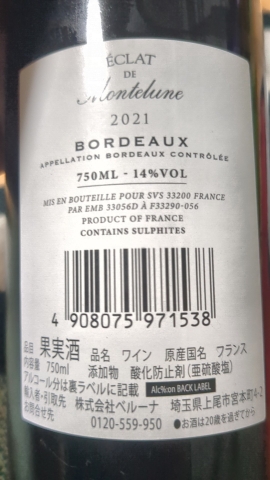 ÉCLAT
DE
Montelune
2021
BORDEAUX
APPELLATION BORDEAUX CONTRÔLÉE
750ML - 14%VOL
MIS EN BOUTEILLE POUR SVS 33200 FRANCE
PAR EMB 33056D À F33290-056
PRODUCT OF FRANCE
CONTAINS SULPHITES
4 908075 971538
品目 果実酒 品名 ワイン 原産国名 フランス
内容量 750ml 添加物 酸化防止剤(亜硫酸塩)
アルコール分は裏ラベルに記載 Alc%:on BACK LABEL
輸入者・引取先 株式会社ベルーナ 埼玉県上尾市宮本町4-2
お問合せ先 0120-559-950 ●お酒は20歳を過ぎてから